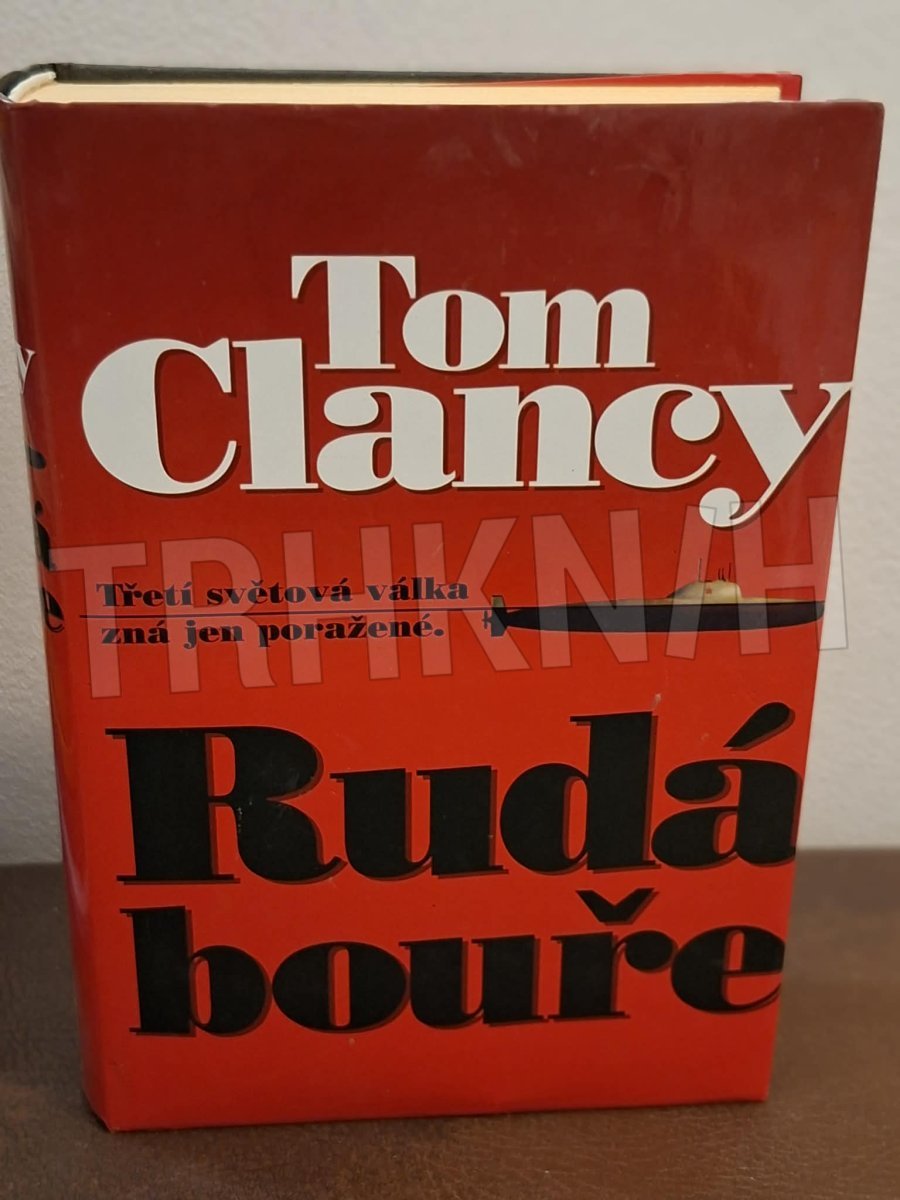 Tom
Clancy
TRHKNIH
Třetí světová válka
zná jen poražené.
Rudá
bouře